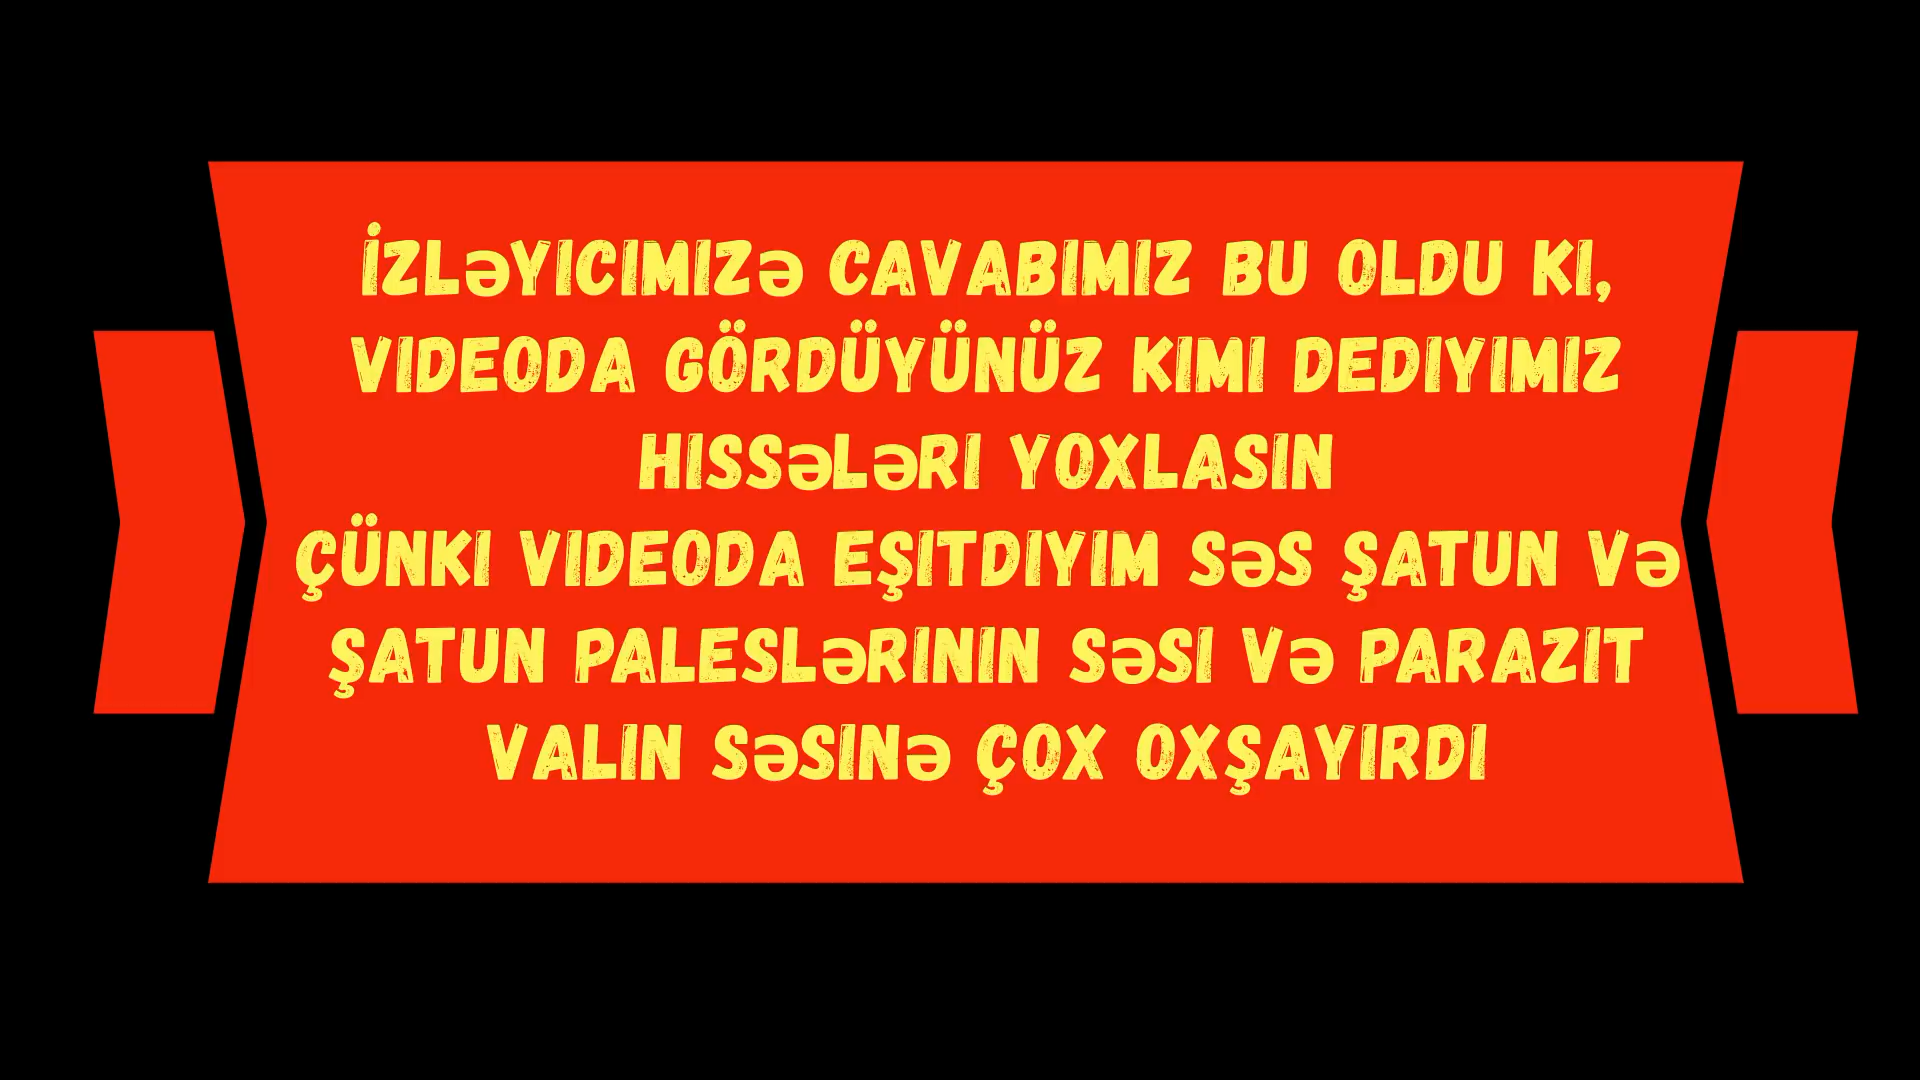 İZLƏYICIMIZƏ CAVABIMIZ BU OLDU KI,
VIDEODA GÖRDÜYÜNÜZ KIMI DEDIYIMIZ
HISSƏLƏRI YOXLASIN
ÇÜNKI VIDEODA EŞITDIYIM SƏS ŞATUN VƏ
ŞATUN PALESLƏRININ SƏSI VƏ PARAZIT
VALIN SƏSINƏ ÇOX OXŞAYIRDI